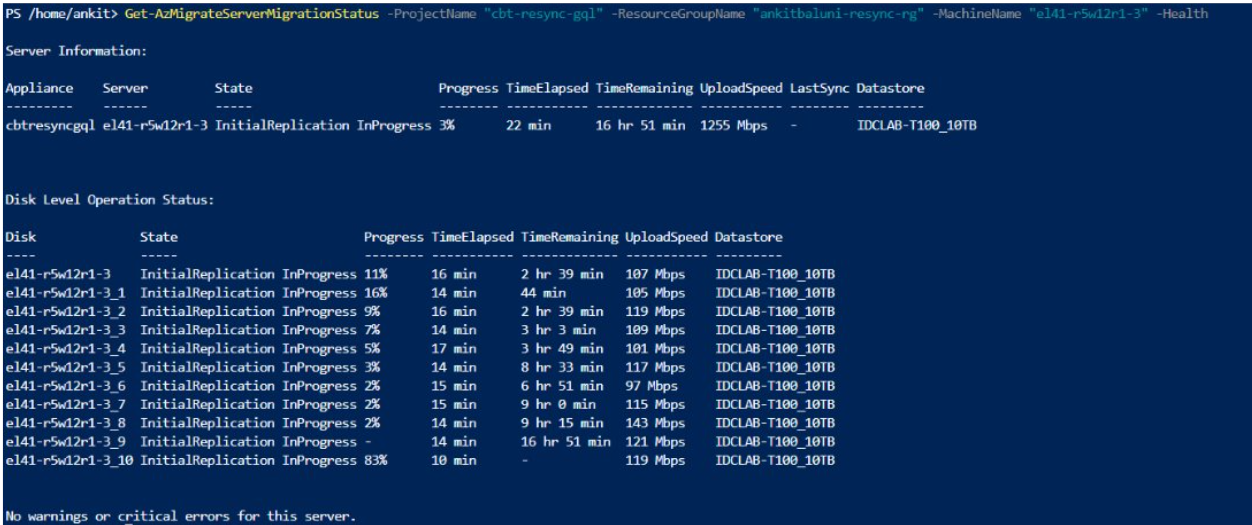 PS /home/ankit> Get-AzMigrateServerMigrationStatus -ProjectName "cbt-resync-gql" -ResourceGroupName "ankitbaluni-resync-rg" -MachineName "el41-r5w12r1-3" -Health
Server Information:
Appliance Server State Progress TimeElapsed TimeRemaining UploadSpeed LastSync Datastore
--------- ------ ----- -------- ----------- ------------- ----------- -------- ---------
cbtresyncgql el41-r5w12r1-3 InitialReplication InProgress 3% 22 min 16 hr 51 min 1255 Mbps - IDCLAB-T100_10TB
Disk Level Operation Status:
Disk State Progress TimeElapsed TimeRemaining UploadSpeed Datastore
---- ----- -------- ----------- ------------- ----------- ---------
el41-r5w12r1-3 InitialReplication InProgress 11% 16 min 2 hr 39 min 107 Mbps IDCLAB-T100_10TB
el41-r5w12r1-3_1 InitialReplication InProgress 16% 14 min 44 min 105 Mbps IDCLAB-T100_10TB
el41-r5w12r1-3_2 InitialReplication InProgress 9% 16 min 2 hr 39 min 119 Mbps IDCLAB-T100_10TB
el41-r5w12r1-3_3 InitialReplication InProgress 7% 14 min 3 hr 3 min 109 Mbps IDCLAB-T100_10TB
el41-r5w12r1-3_4 InitialReplication InProgress 5% 17 min 3 hr 49 min 101 Mbps IDCLAB-T100_10TB
el41-r5w12r1-3_5 InitialReplication InProgress 3% 14 min 8 hr 33 min 117 Mbps IDCLAB-T100_10TB
el41-r5w12r1-3_6 InitialReplication InProgress 2% 15 min 6 hr 51 min 97 Mbps IDCLAB-T100_10TB
el41-r5w12r1-3_7 InitialReplication InProgress 2% 15 min 9 hr 0 min 115 Mbps IDCLAB-T100_10TB
el41-r5w12r1-3_8 InitialReplication InProgress 2% 14 min 9 hr 15 min 143 Mbps IDCLAB-T100_10TB
el41-r5w12r1-3_9 InitialReplication InProgress - 14 min 16 hr 51 min 121 Mbps IDCLAB-T100_10TB
el41-r5w12r1-3_10 InitialReplication InProgress 83% 10 min - 119 Mbps IDCLAB-T100_10TB
No warnings or critical errors for this server.